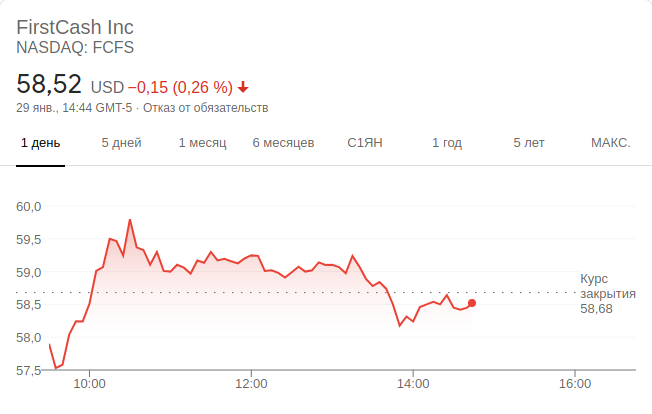 FirstCash Inc
NASDAQ: FCFS
58,52 USD −0,15 (0,26 %)
29 янв., 14:44 GMT-5 · Отказ от обязательств
1 день 5 дней 1 месяц 6 месяцев С1ЯН 1 год 5 лет МАКС.
60,0
59,5
59,0
58,5
58,0
57,5
Курс
закрытия
58,68
10:00 12:00 14:00 16:00